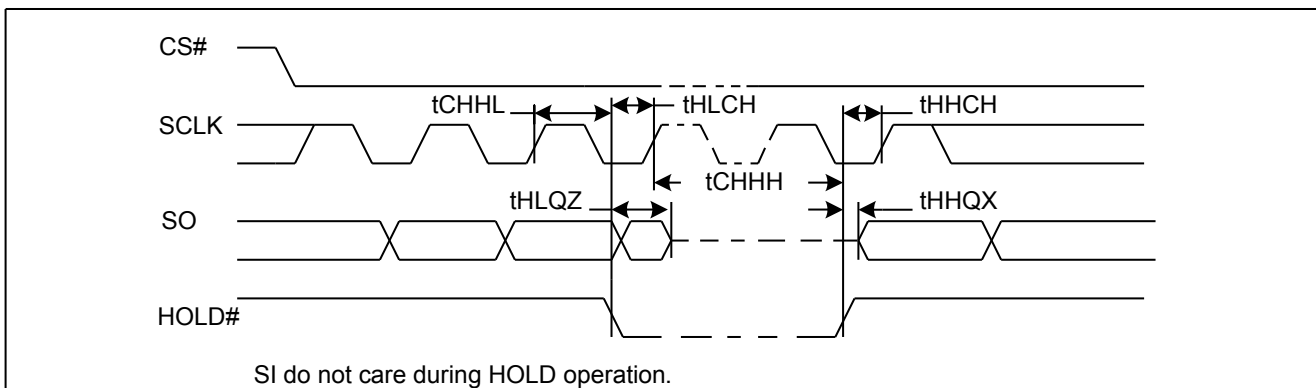 CS#
tCHHL
tHLCH
tHHCH
SCLK
tCHHH
tHLQZ
tHHQX
SO
HOLD#
SI do not care during HOLD operation.